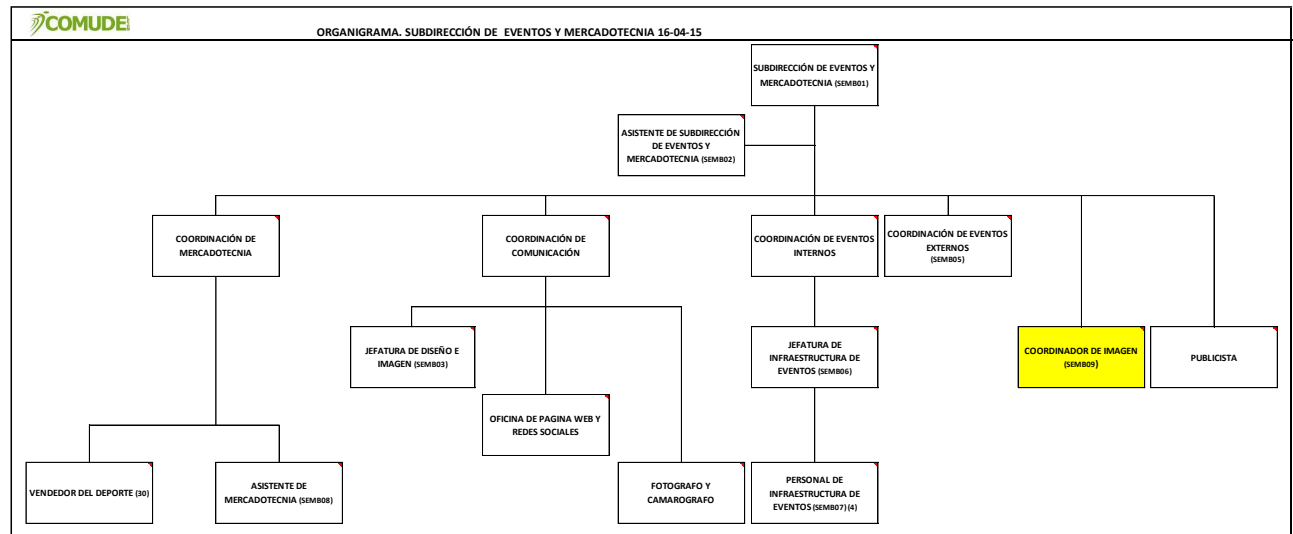 COMUDE
ORGANIGRAMA. SUBDIRECCIÓN DE EVENTOS Y MERCADOTECNIA 16-04-15
SUBDIRECCIÓN DE EVENTOS Y
MERCADOTECNIA (SEMB01)
ASISTENTE DE SUBDIRECCIÓN
DE EVENTOS Y
MERCADOTECNIA (SEMB02)
COORDINACIÓN DE
MERCADOTECNIA
COORDINACIÓN DE
COMUNICACIÓN
COORDINACIÓN DE EVENTOS
INTERNOS
COORDINACIÓN DE EVENTOS
EXTERNOS
(SEMB05)
JEFATURA DE DISEÑO E
IMAGEN (SEMB03)
JEFATURA DE
INFRAESTRUCTURA DE
EVENTOS (SEMB06)
COORDINADOR DE IMAGEN
(SEMB09)
PUBLICISTA
OFICINA DE PAGINA WEB Y
REDES SOCIALES
VENDEDOR DEL DEPORTE (30)
ASISTENTE DE
MERCADOTECNIA (SEMB08)
FOTOGRAFO Y
CAMAROGRAFO
PERSONAL DE
INFRAESTRUCTURA DE
EVENTOS (SEMB07) (4)